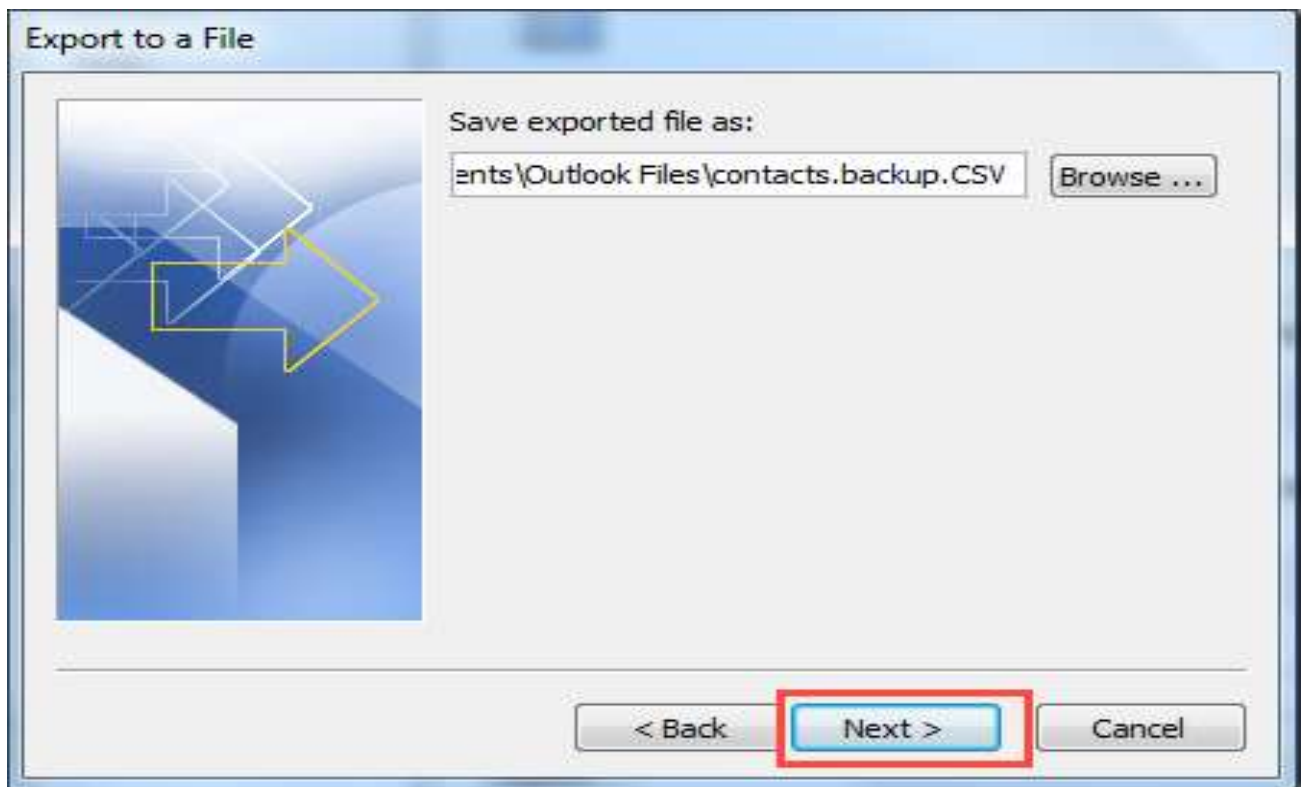 Export to a File
Save exported file as:
ents\Outlook Files\contacts.backup.CSV
Browse ...
< Back
Next >
Cancel